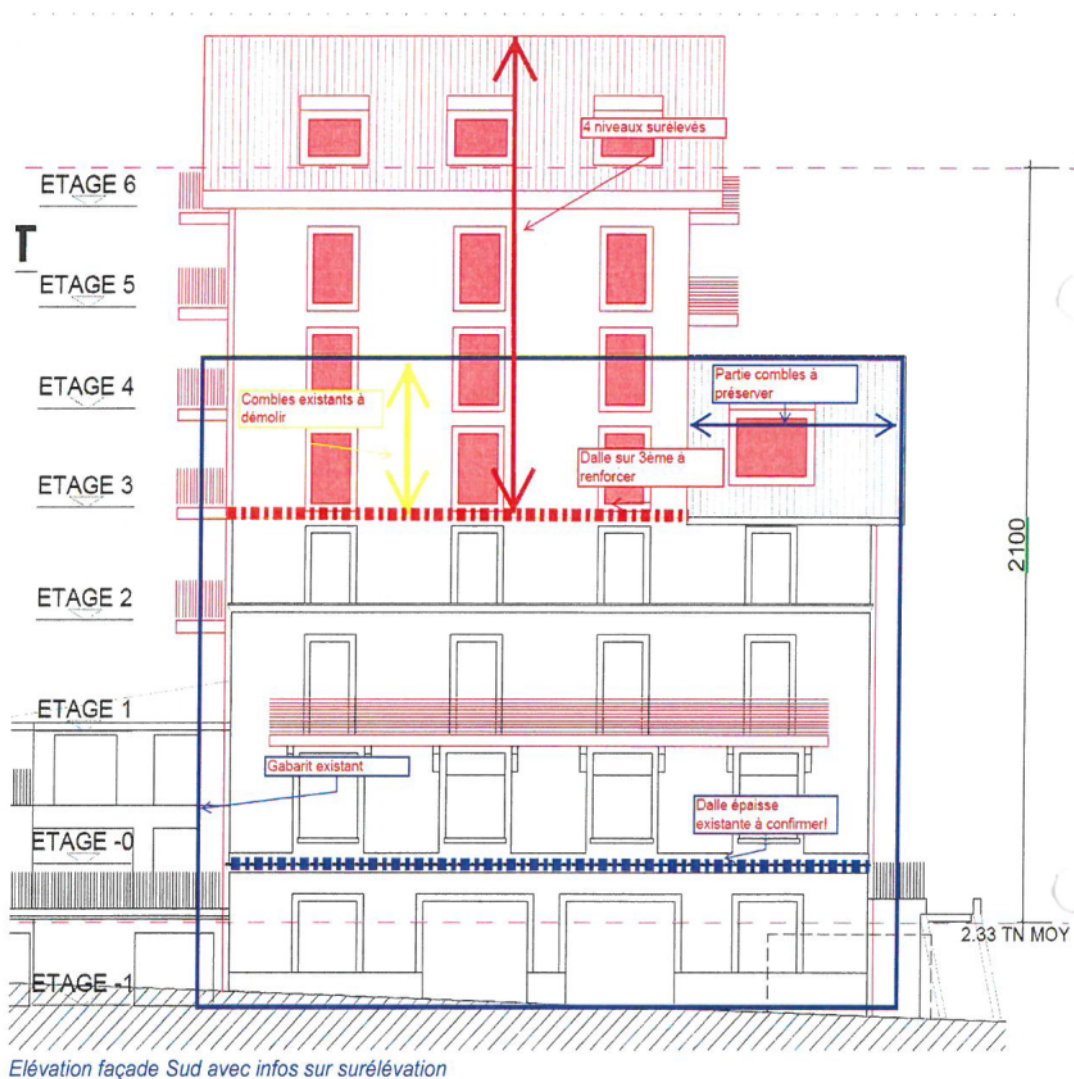 4 niveaux surélevés
ETAGE 6
T
ETAGE 5
Partie combles à
préserver
ETAGE 4
Combles existants à
démolir
Dalle sur 3ème à
renforcer
ETAGE 3
2100
ETAGE 2
ETAGE 1
Gabarit existant
Dalle épaisse
existante à confirmer!
ETAGE -0
2.33 TN MOY
ETAGE -1
Elévation façade Sud avec infos sur surélévation